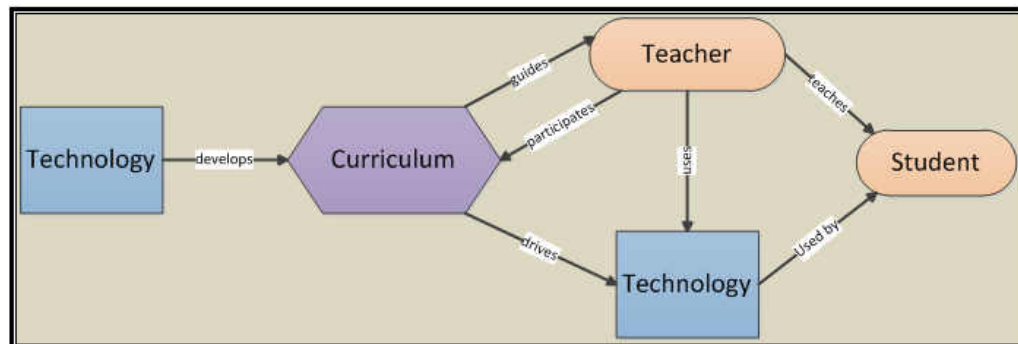 Teacher
guides
teaches
participates
Technology
develops
Curriculum
uses
Student
drives
Used by
Technology